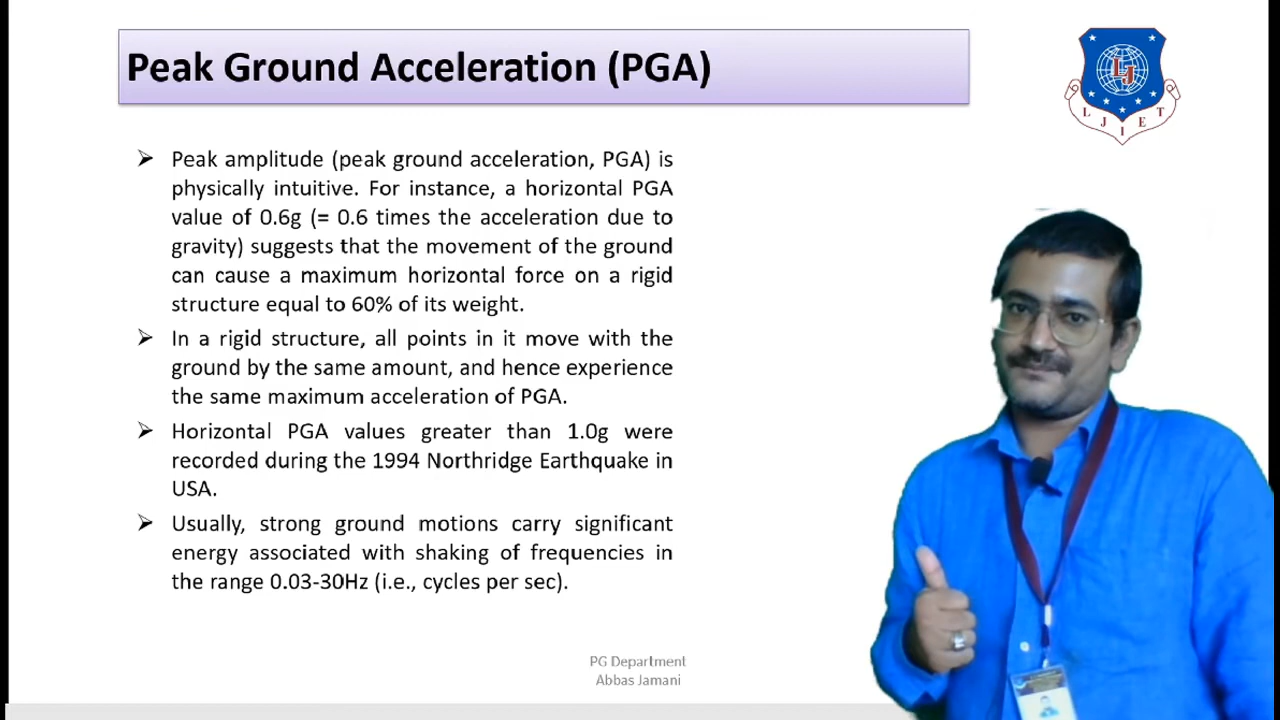 Peak Ground Acceleration (PGA)
LJ
L J I E T
➢ Peak amplitude (peak ground acceleration, PGA) is
physically intuitive. For instance, a horizontal PGA
value of 0.6g (= 0.6 times the acceleration due to
gravity) suggests that the movement of the ground
can cause a maximum horizontal force on a rigid
structure equal to 60% of its weight.
➢ In a rigid structure, all points in it move with the
ground by the same amount, and hence experience
the same maximum acceleration of PGA.
➢ Horizontal PGA values greater than 1.0g were
recorded during the 1994 Northridge Earthquake in
USA.
➢ Usually, strong ground motions carry significant
energy associated with shaking of frequencies in
the range 0.03-30Hz (i.e., cycles per sec).
PG Department
Abbas Jamani